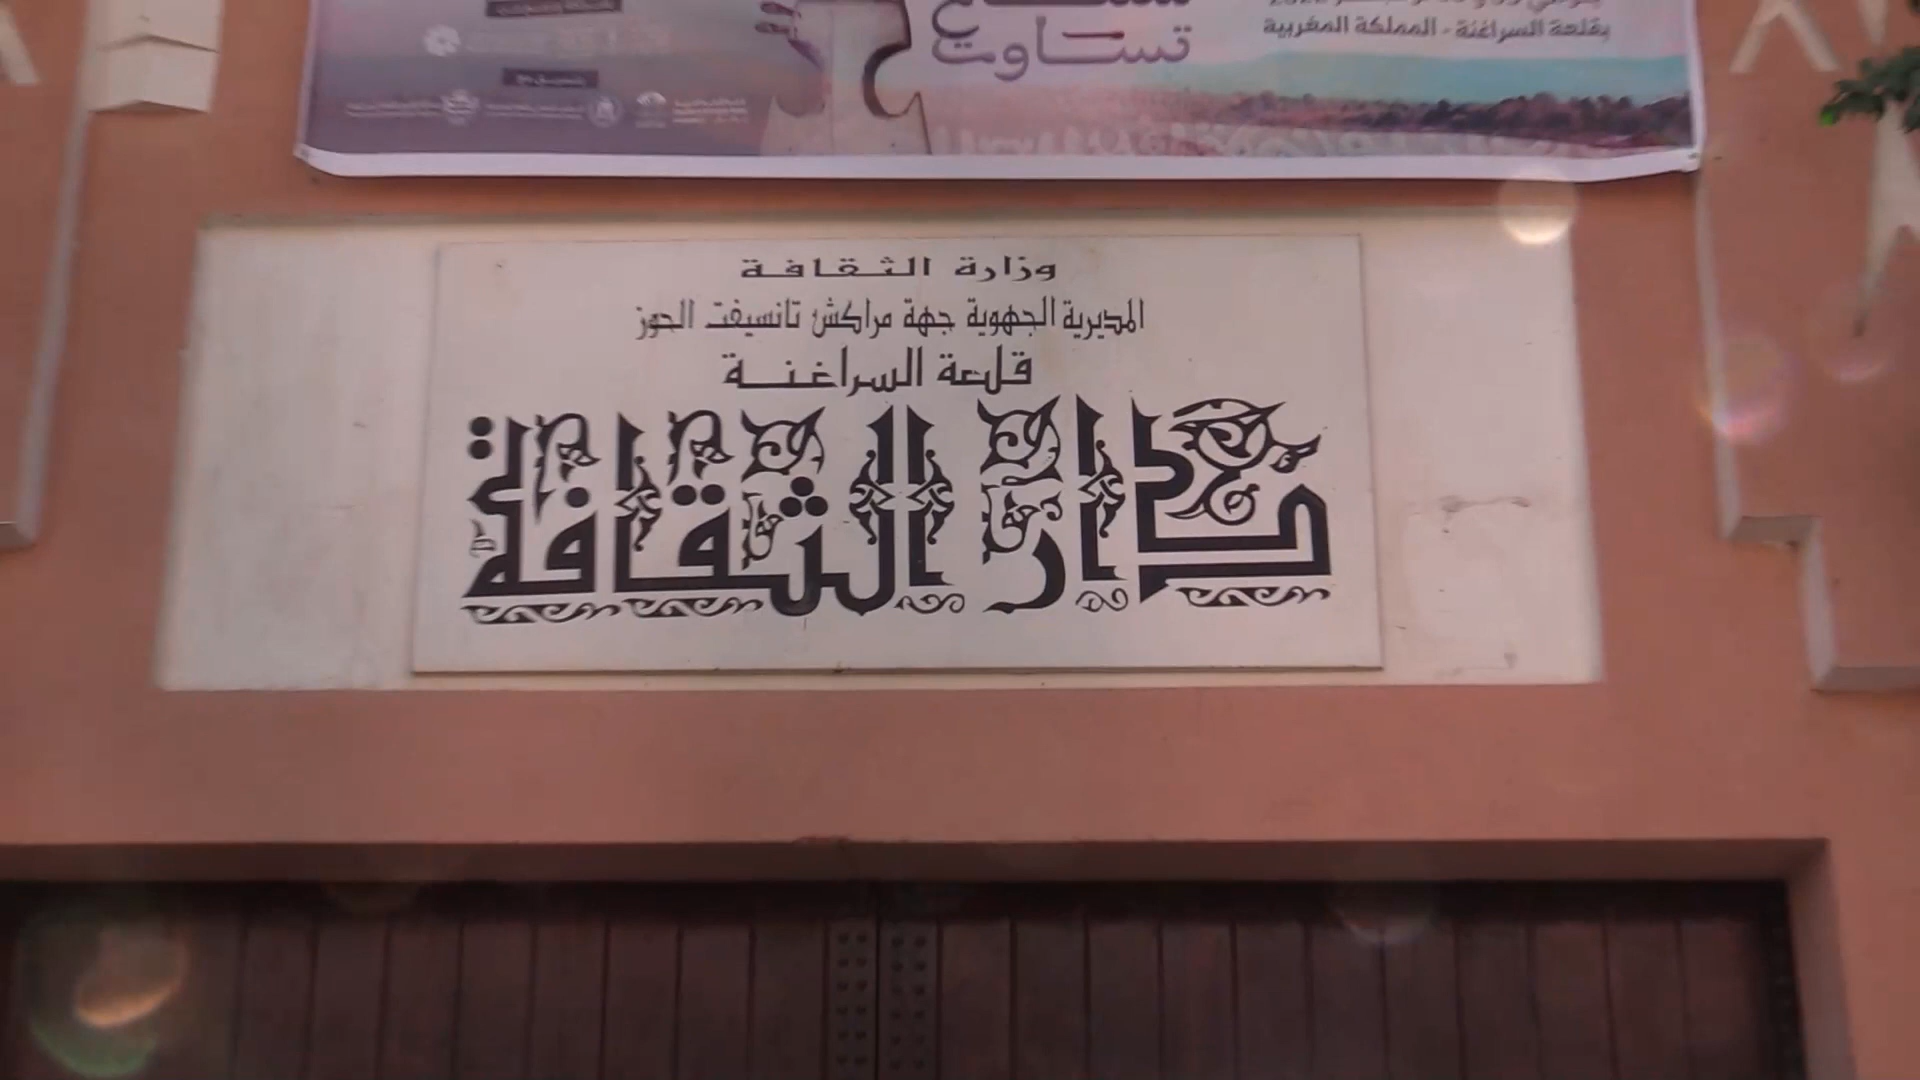 تساوت
بقلعة السراغنة - المملكة المغربية
وزارة الثقافة
المديرية الجهوية جهة مراكش تانسيفت الحوز
قلعة السراغنة
دار الثقافة